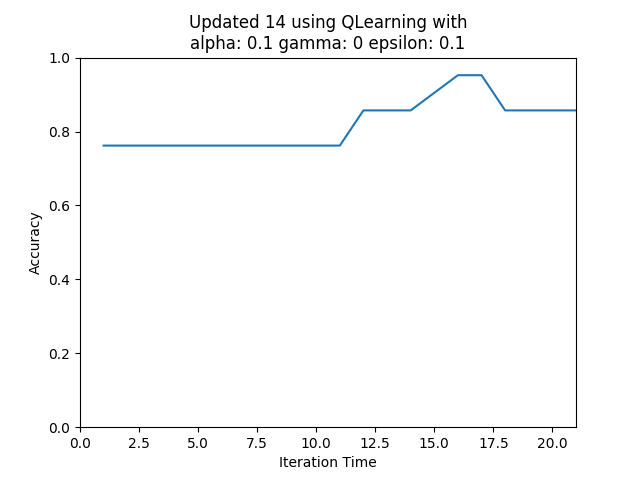 Updated 14 using QLearning with
alpha: 0.1 gamma: 0 epsilon: 0.1
1.0
0.8
0.6
0.4
0.2
0.0
Accuracy
0.0 2.5 5.0 7.5 10.0 12.5 15.0 17.5 20.0
Iteration Time